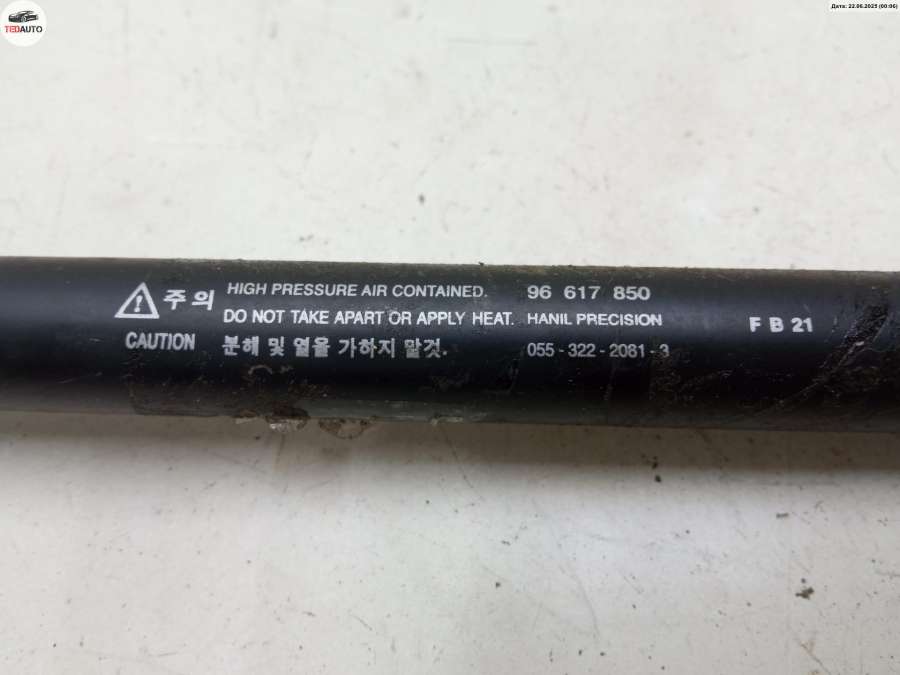 TEDAUTO
Дата: 22.06.2025 (00:06)
주의 HIGH PRESSURE AIR CONTAINED. 96 617 850
DO NOT TAKE APART OR APPLY HEAT. HANIL PRECISION F B 21
CAUTION 분해 및 열을 가하지 말것. 055-322-2081-3